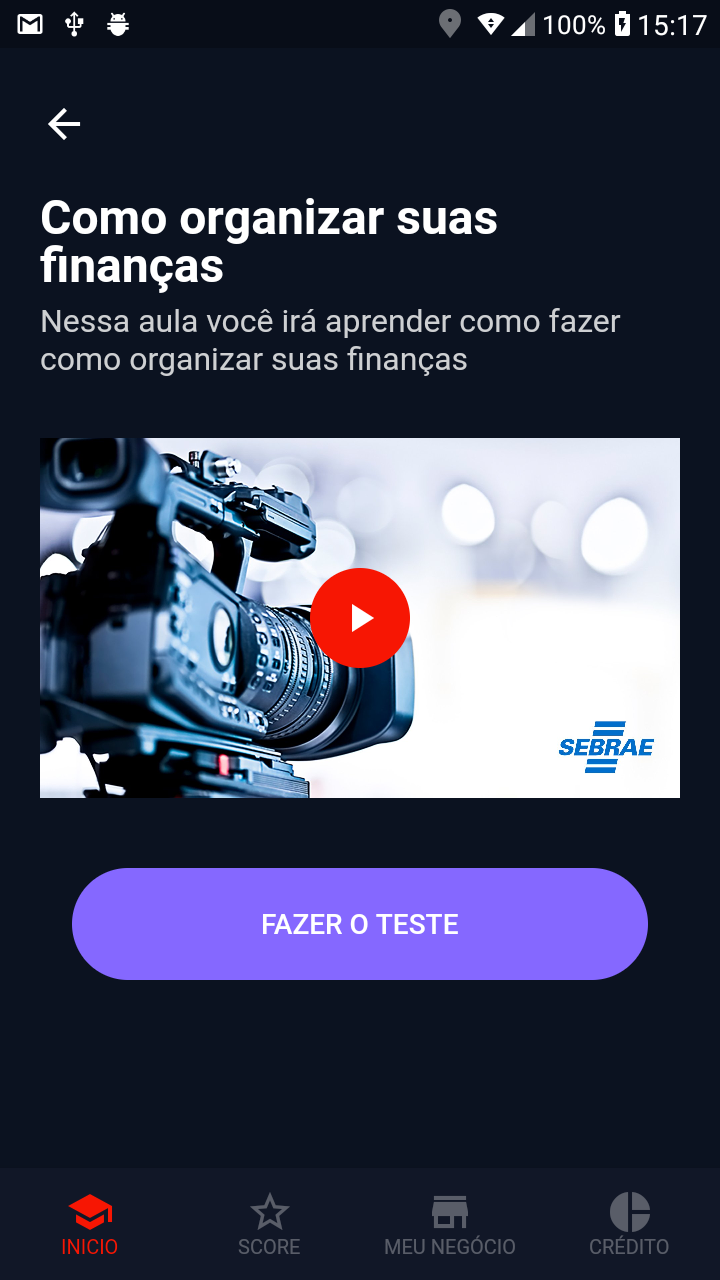 100% 15:17
Como organizar suas
finanças
Nessa aula você irá aprender como fazer
como organizar suas finanças
SEBRAE
FAZER O TESTE
INICIO SCORE MEU NEGÓCIO CRÉDITO